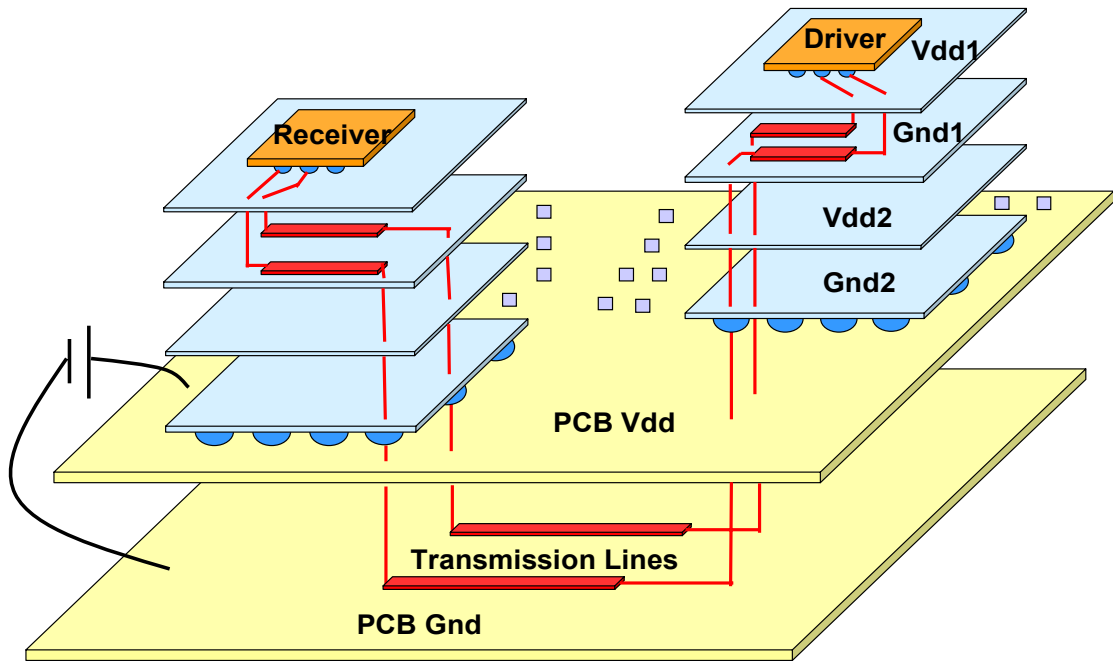 Driver
Vdd1
Receiver
Gnd1
Vdd2
Gnd2
PCB Vdd
Transmission Lines
PCB Gnd